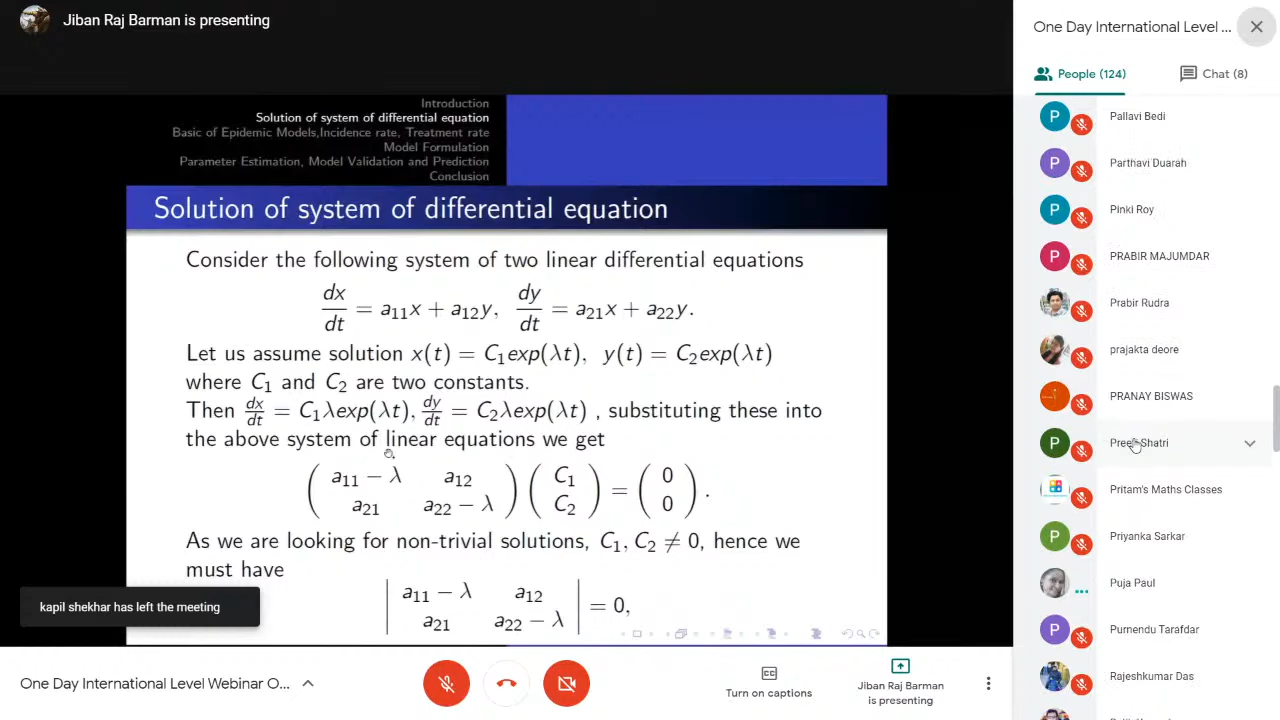 Jiban Raj Barman is presenting
Introduction
Solution of system of differential equation
Basic of Epidemic Models,Incidence rate, Treatment rate
Model Formulation
Parameter Estimation, Model Validation and Prediction
Conclusion
Solution of system of differential equation
Consider the following system of two linear differential equations
dx/dt = a₁₁x + a₁₂y, dy/dt = a₂₁x + a₂₂y.
Let us assume solution x(t) = C₁exp(λt), y(t) = C₂exp(λt)
where C₁ and C₂ are two constants.
Then dx/dt = C₁λexp(λt), dy/dt = C₂λexp(λt) , substituting these into
the above system of linear equations we get
( a₁₁ − λ a₁₂ ) ( C₁ ) = ( 0 )
( a₂₁ a₂₂ − λ ) ( C₂ ) ( 0 ) .
As we are looking for non-trivial solutions, C₁, C₂ ≠ 0, hence we
must have
| a₁₁ − λ a₁₂ |
| a₂₁ a₂₂ − λ | = 0,
kapil shekhar has left the meeting
One Day International Level Webinar O...
Turn on captions
Jiban Raj Barman
is presenting
One Day International Level ...
People (124)
Chat (8)
P Pallavi Bedi
P Parthavi Duarah
P Pinki Roy
P PRABIR MAJUMDAR
Prabir Rudra
prajakta deore
PRANAY BISWAS
P Shatri
Pritam's Maths Classes
P Priyanka Sarkar
Puja Paul
P Purnendu Tarafdar
Rajeshkumar Das